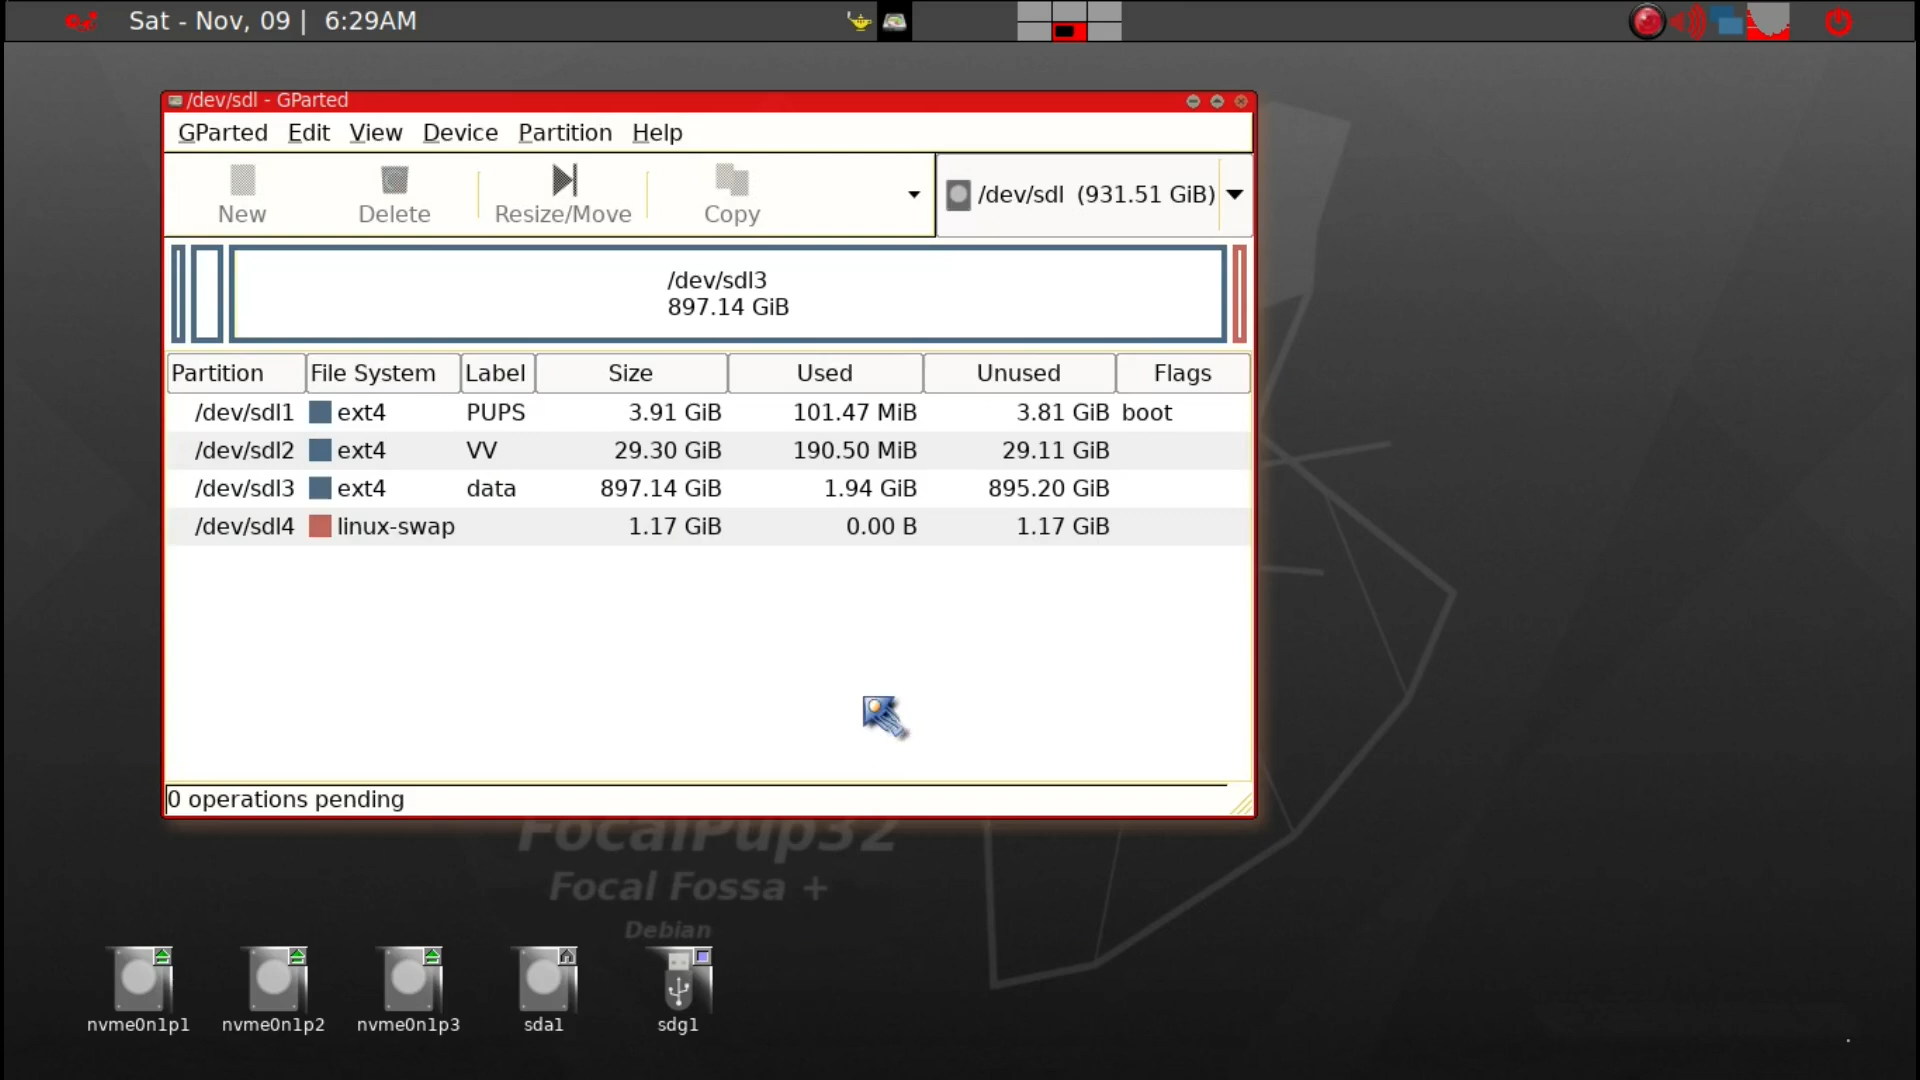 Sat - Nov, 09 | 6:29AM
/dev/sdl - GParted
GParted Edit View Device Partition Help
New Delete Resize/Move Copy /dev/sdl (931.51 GiB)
/dev/sdl3
897.14 GiB
Partition File System Label Size Used Unused Flags
/dev/sdl1 ext4 PUPS 3.91 GiB 101.47 MiB 3.81 GiB boot
/dev/sdl2 ext4 VV 29.30 GiB 190.50 MiB 29.11 GiB
/dev/sdl3 ext4 data 897.14 GiB 1.94 GiB 895.20 GiB
/dev/sdl4 linux-swap 1.17 GiB 0.00 B 1.17 GiB
0 operations pending
FocalPup32
Focal Fossa +
Debian
nvme0n1p1 nvme0n1p2 nvme0n1p3 sda1 sdg1